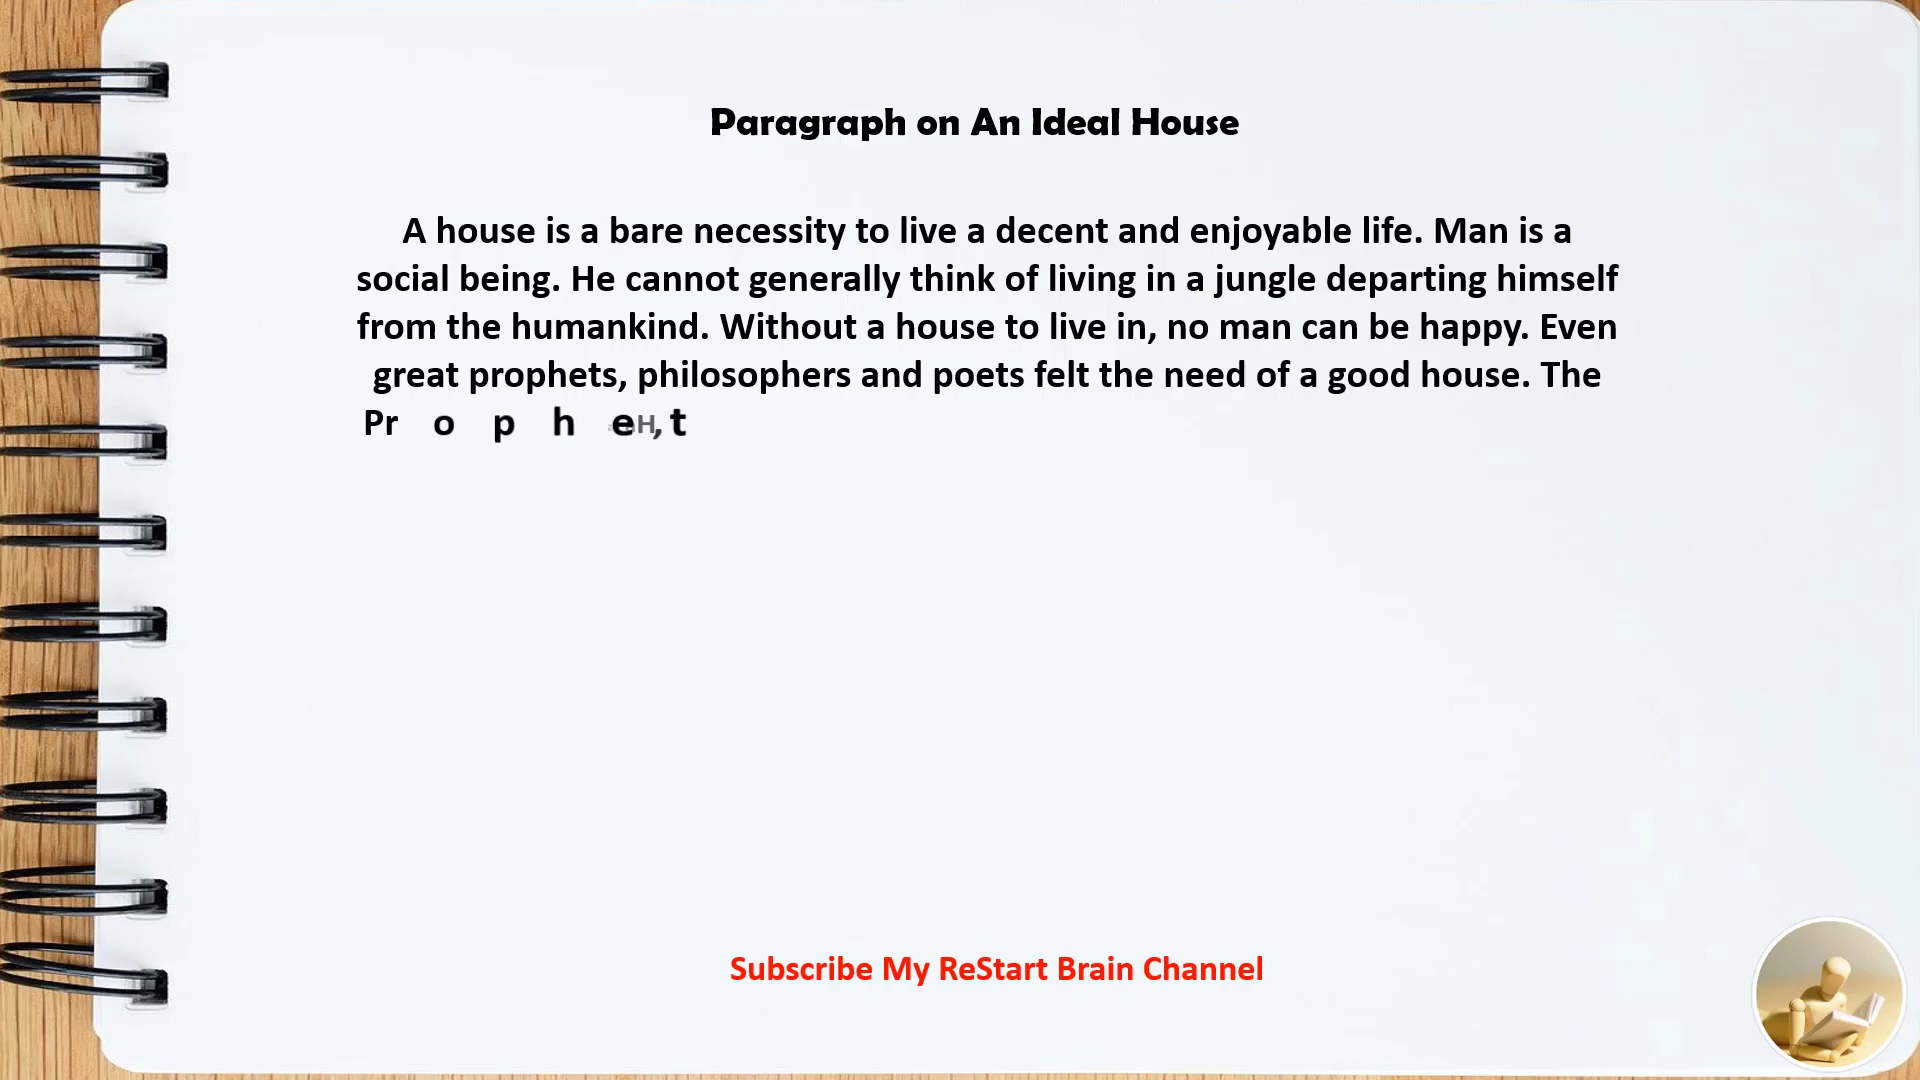 Paragraph on An Ideal House
A house is a bare necessity to live a decent and enjoyable life. Man is a
social being. He cannot generally think of living in a jungle departing himself
from the humankind. Without a house to live in, no man can be happy. Even
great prophets, philosophers and poets felt the need of a good house. The
Prophet
Subscribe My ReStart Brain Channel